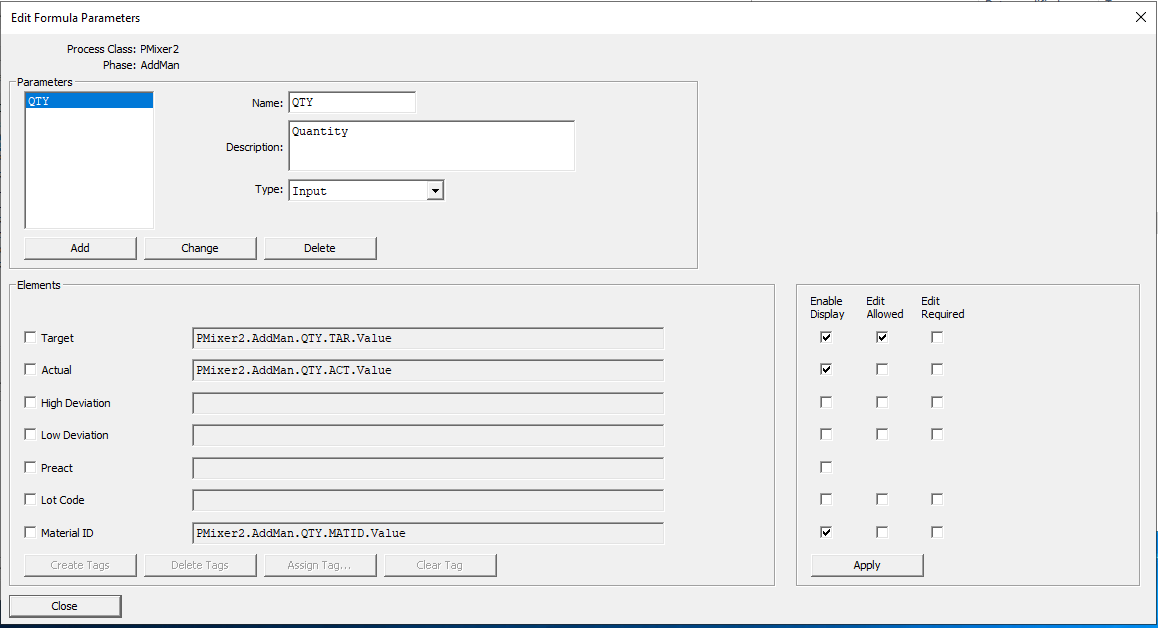 Edit Formula Parameters
Process Class: PMixer2
Phase: AddMan
Parameters
QTY
Name: QTY
Description: Quantity
Type: Input
Add Change Delete
Elements
Enable Display Edit Allowed Edit Required
Target PMixer2.AddMan.QTY.TAR.Value
Actual PMixer2.AddMan.QTY.ACT.Value
High Deviation
Low Deviation
Preact
Lot Code
Material ID PMixer2.AddMan.QTY.MATID.Value
Create Tags Delete Tags Assign Tag... Clear Tag
Apply
Close